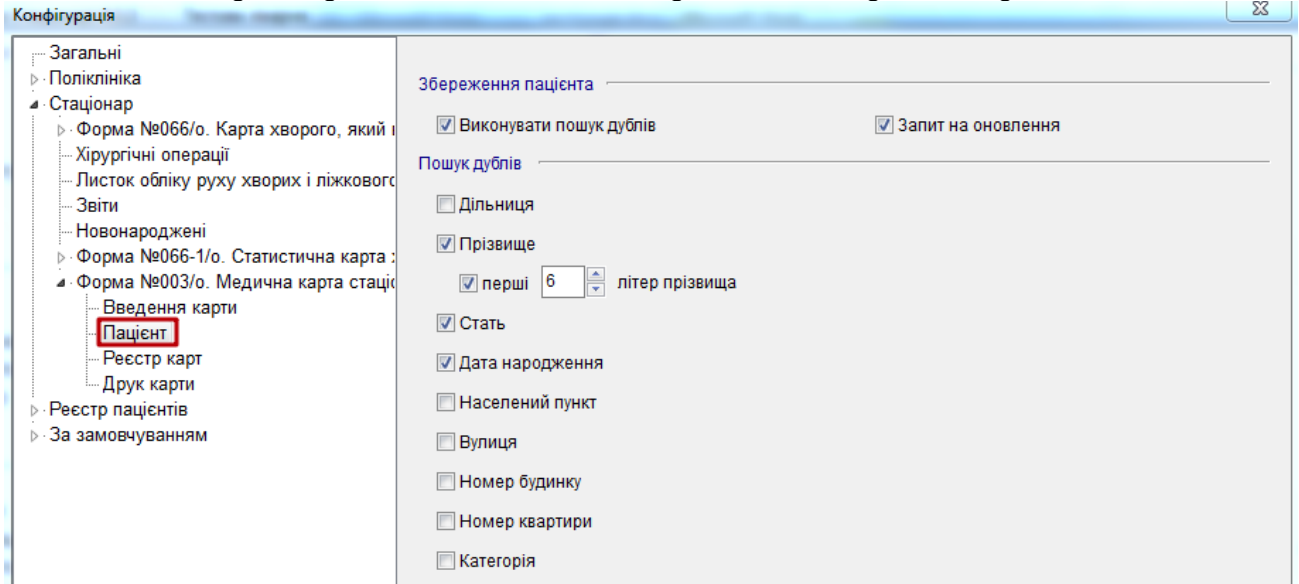 Конфігурація
Загальні
Поліклініка
Стаціонар
Форма №066/о. Карта хворого, який
Хірургічні операції
Листок обліку руху хворих і ліжковогс
Звіти
Новонароджені
Форма №066-1/о. Статистична карта
Форма №003/о. Медична карта стаціс
Введення карти
Пацієнт
Реєстр карт
Друк карти
Реєстр пацієнтів
За замовчуванням
Збереження пацієнта
Виконувати пошук дублів Запит на оновлення
Пошук дублів
Дільниця
Прізвище
перші 6 літер прізвища
Стать
Дата народження
Населений пункт
Вулиця
Номер будинку
Номер квартири
Категорія